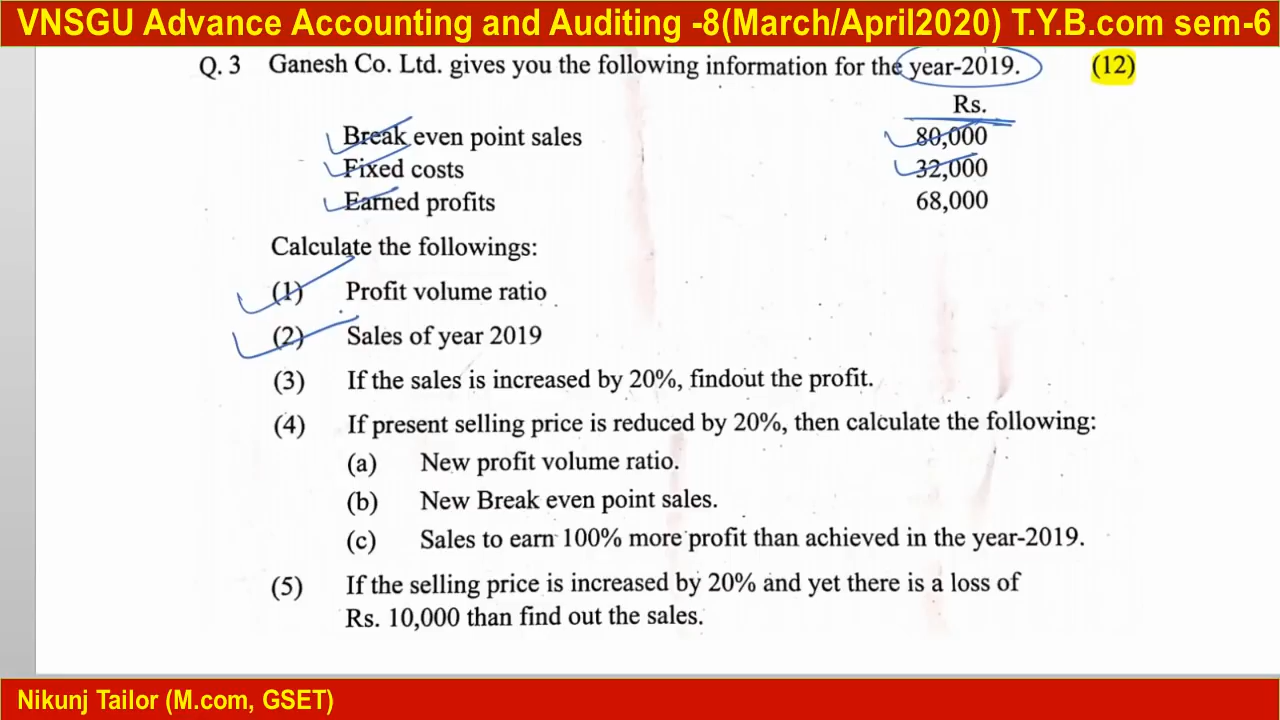 VNSGU Advance Accounting and Auditing -8(March/April2020) T.Y.B.com sem-6
Q. 3 Ganesh Co. Ltd. gives you the following information for the year-2019. (12)
Rs.
Break even point sales 80,000
Fixed costs 32,000
Earned profits 68,000
Calculate the followings:
(1) Profit volume ratio
(2) Sales of year 2019
(3) If the sales is increased by 20%, findout the profit.
(4) If present selling price is reduced by 20%, then calculate the following:
(a) New profit volume ratio.
(b) New Break even point sales.
(c) Sales to earn 100% more profit than achieved in the year-2019.
(5) If the selling price is increased by 20% and yet there is a loss of
Rs. 10,000 than find out the sales.
Nikunj Tailor (M.com, GSET)